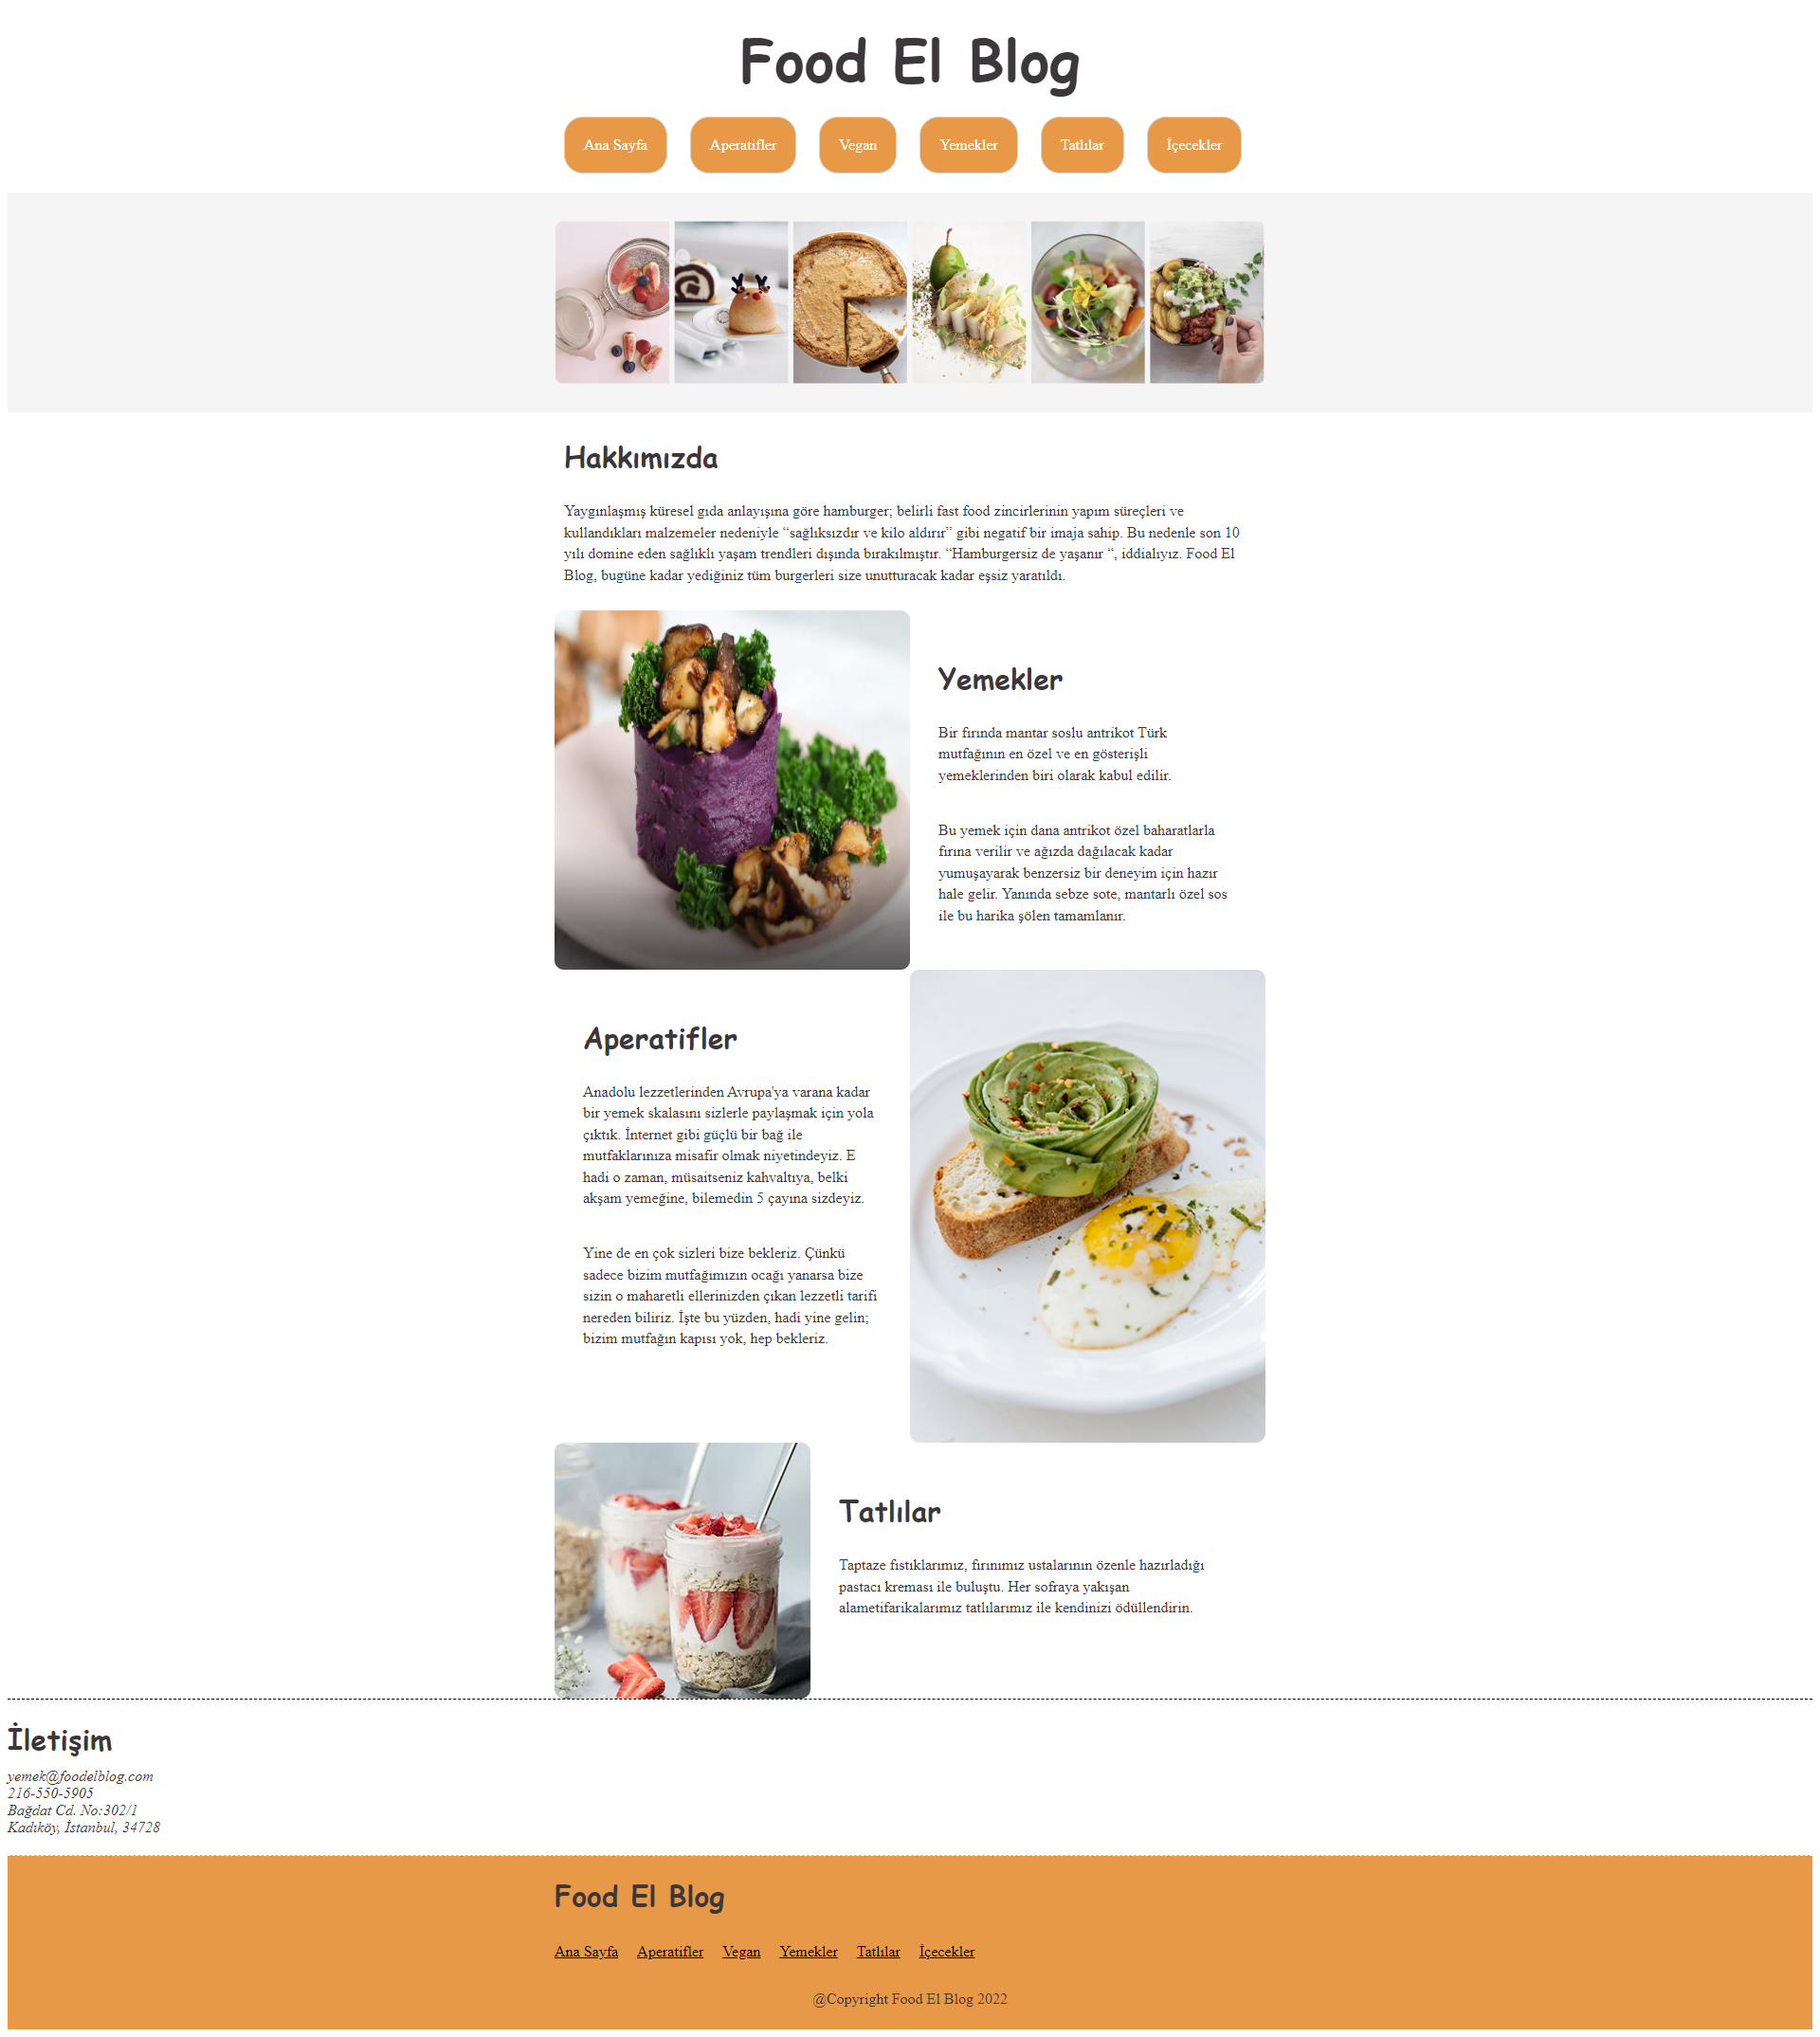 Food El Blog
Ana Sayfa
Aperatifler
Vegan
Yemekler
Tatlılar
İçecekler
Hakkımızda
Yaygınlaşmış küresel gıda anlayışına göre hamburger; belirli fast food zincirlerinin yapım süreçleri ve
kullandıkları malzemeler nedeniyle “sağlıksızdır ve kilo aldırır” gibi negatif bir imaja sahip. Bu nedenle son 10
yılı domine eden sağlıklı yaşam trendleri dışında bırakılmıştır. “Hamburgersiz de yaşanır “, iddialıyız. Food El
Blog, bugüne kadar yediğiniz tüm burgerleri size unutturacak kadar eşsiz yaratıldı.
Yemekler
Bir fırında mantar soslu antrikot Türk
mutfağının en özel ve en gösterişli
yemeklerinden biri olarak kabul edilir.
Bu yemek için dana antrikot özel baharatlarla
fırına verilir ve ağızda dağılacak kadar
yumuşayarak benzersiz bir deneyim için hazır
hale gelir. Yanında sebze sote, mantarlı özel sos
ile bu harika şölen tamamlanır.
Aperatifler
Anadolu lezzetlerinden Avrupa'ya varana kadar
bir yemek skalasını sizlerle paylaşmak için yola
çıktık. İnternet gibi güçlü bir bağ ile
mutfaklarınıza misafir olmak niyetindeyiz. E
hadi o zaman, müsaitseniz kahvaltıya, belki
akşam yemeğine, bilemedin 5 çayına sizdeyiz.
Yine de en çok sizleri bize bekleriz. Çünkü
sadece bizim mutfağımızın ocağı yanarsa bize
sizin o maharetli ellerinizden çıkan lezzetli tarifi
nereden biliriz. İşte bu yüzden, hadi yine gelin;
bizim mutfağın kapısı yok, hep bekleriz.
Tatlılar
Taptaze fıstıklarımız, fırınımız ustalarının özenle hazırladığı
pastacı kreması ile buluştu. Her sofraya yakışan
alametifarikalarımız tatlılarımız ile kendinizi ödüllendirin.
İletişim
yemek@foodelblog.com
216-550-5905
Bağdat Cd. No:302/1
Kadıköy, İstanbul, 34728
Food El Blog
Ana Sayfa Aperatifler Vegan Yemekler Tatlılar İçecekler
@Copyright Food El Blog 2022